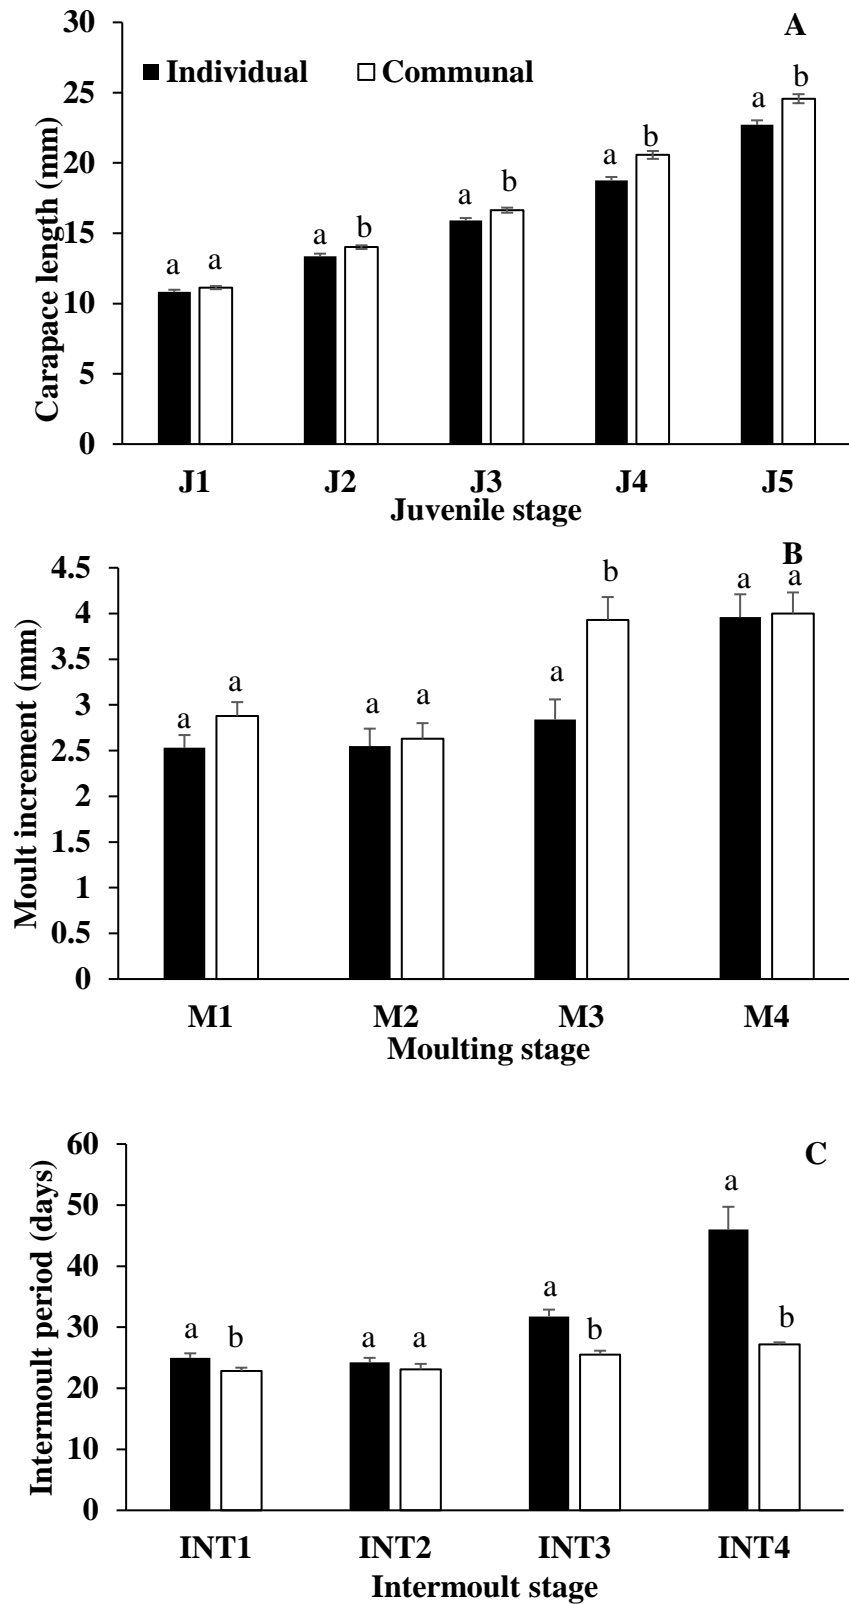 A
Individual Communal
Carapace length (mm)
30
25
20
15
10
5
0
a a a b a b a b a b
J1 J2 J3 J4 J5
Juvenile stage
B
Moult increment (mm)
4.5
4
3.5
3
2.5
2
1.5
1
0.5
0
a a a a a b a a
M1 M2 M3 M4
Moulting stage
C
Intermoult period (days)
60
50
40
30
20
10
0
a b a a a b a b
INT1 INT2 INT3 INT4
Intermoult stage